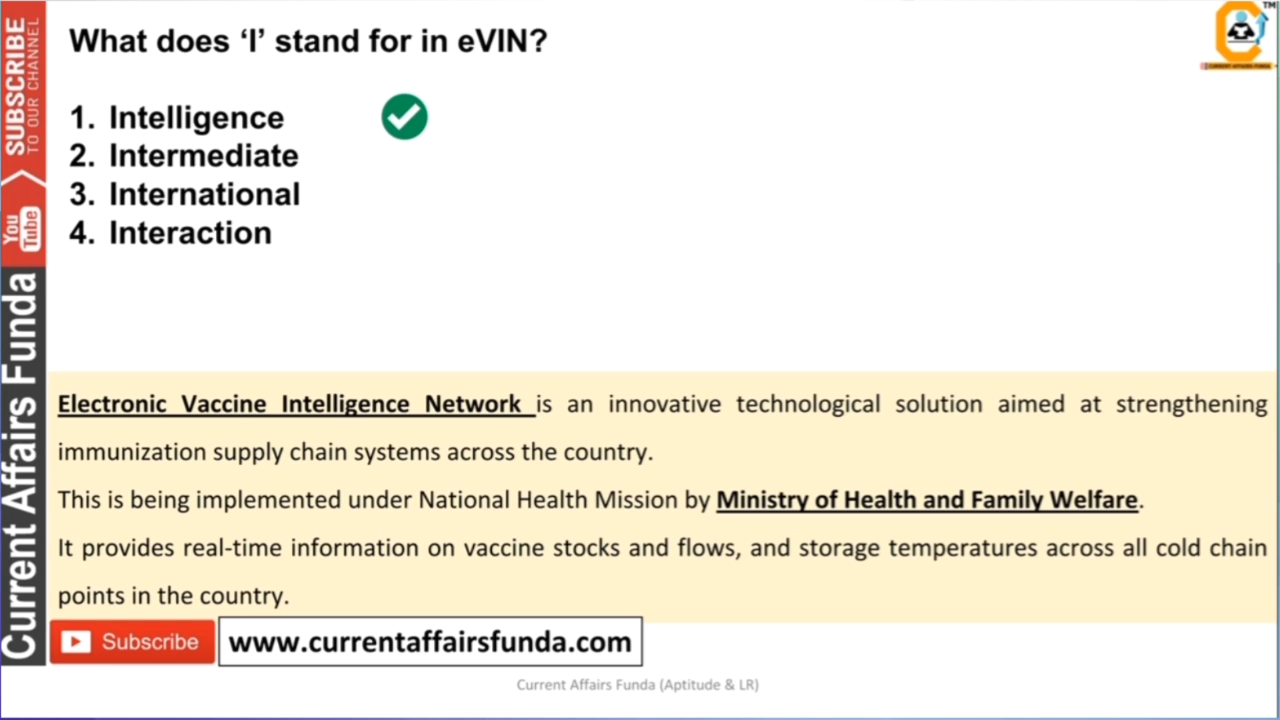 What does ‘I’ stand for in eVIN?
1. Intelligence
2. Intermediate
3. International
4. Interaction
Electronic Vaccine Intelligence Network is an innovative technological solution aimed at strengthening
immunization supply chain systems across the country.
This is being implemented under National Health Mission by Ministry of Health and Family Welfare.
It provides real-time information on vaccine stocks and flows, and storage temperatures across all cold chain
points in the country.
Subscribe
www.currentaffairsfunda.com
Current Affairs Funda (Aptitude & LR)
SUBSCRIBE
TO OUR CHANNEL
You
Tube
Current Affairs Funda
TM
CURRENT AFFAIRS FUNDA